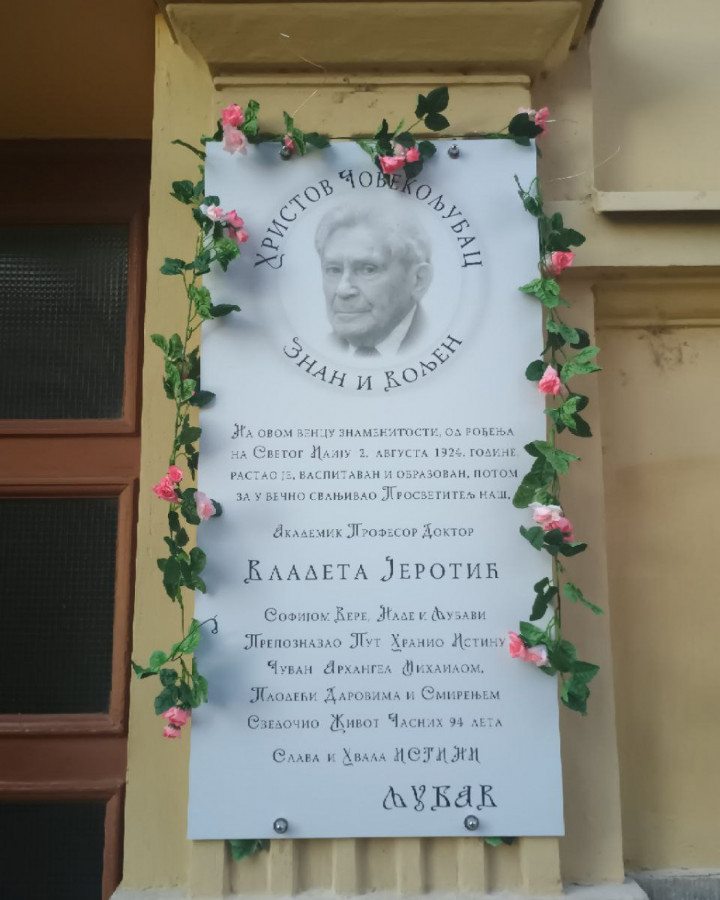 Христов Човекољубац
Знан и Вољен
На овом венцу знаменитости, од рођења
на Светог Илију 2. августа 1924. године,
растао је, васпитаван и образован, потом
за у вечно свањивао Просветитељ наш,
Академик Професор Доктор
Владета Јеротић
Софијом Вере, Наде и Љубави
Препозназао Пут Хранио Истину
Чуван Архангел Михаилом,
Плодећи Даровима и Смирењем
Сведочио Живот Часних 94 лета
Слава и Хвала ИСТИНИ
ЉУБАВ